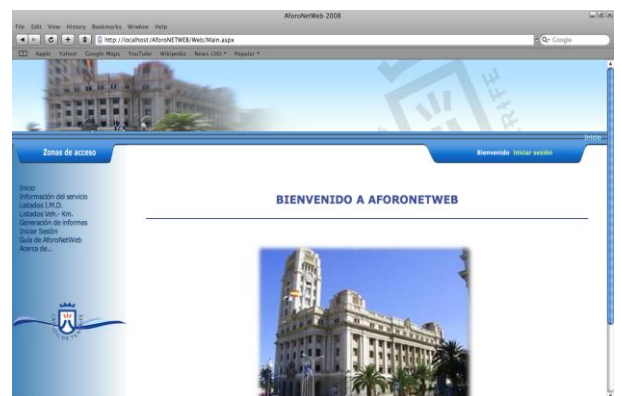 AforoNetWeb 2008
File Edit View History Bookmarks Window Help
http://localhost/AforoNETWEB/Web/Main.aspx
Google
Apple Yahoo! Google Maps YouTube Wikipedia News (30) Popular
Inicio
Zonas de acceso
Bienvenido Iniciar sesión
Inicio
Información del servicio
Listados I.M.D.
Listados Veh.- Km.
Generación de informes
Iniciar Sesión
Guía de AforoNetWeb
Acerca de...
BIENVENIDO A AFORONETWEB